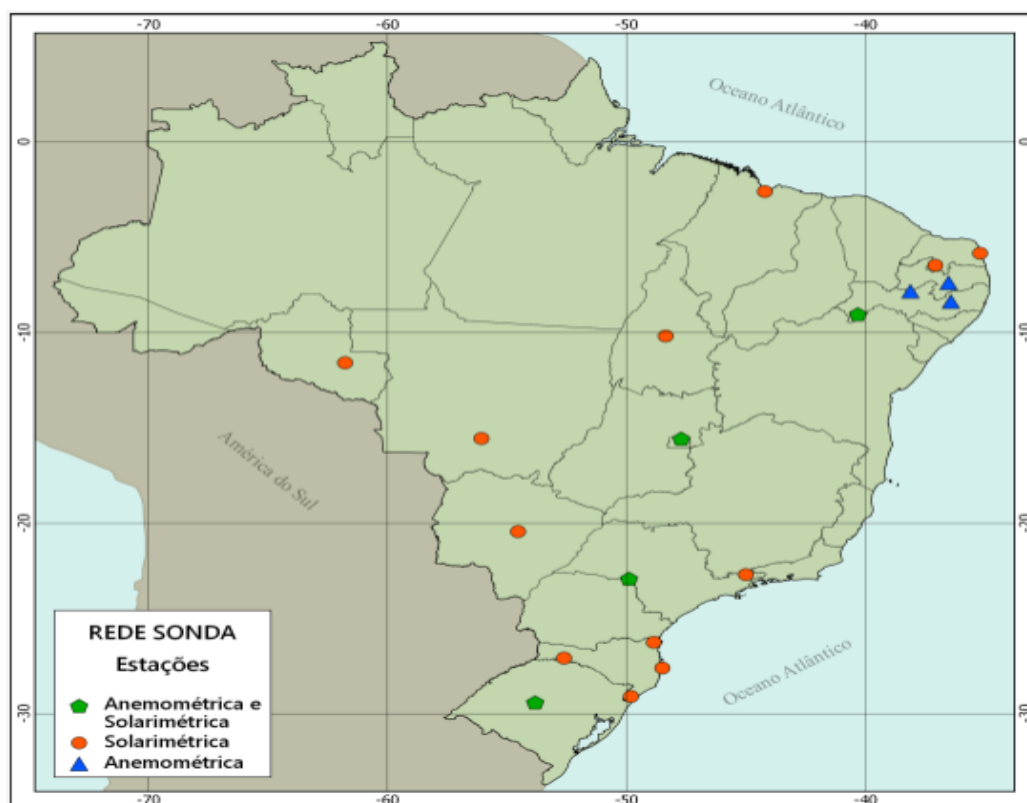 -70 -60 -50 -40
Oceano Atlântico
0 0
-10 -10
América do Sul
-20 -20
Oceano Atlântico
-30 -30
REDE SONDA
Estações
Anemométrica e
Solarimétrica
Solarimétrica
Anemométrica
-70 -60 -50 -40